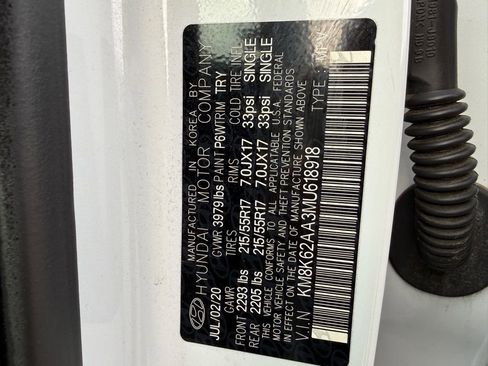 MANUFACTURED IN KOREA BY
HYUNDAI MOTOR COMPANY
JUL/02/20 GVWR 3979 lbs PAINT P6W TRIM TRY
GAWR TIRES RIMS COLD TIRE INFL
FRONT 2293 lbs 215/55R17 7.0JX17 33psi SINGLE
REAR 2205 lbs 215/55R17 7.0JX17 33psi SINGLE
THIS VEHICLE CONFORMS TO ALL APPLICABLE U.S.A. FEDERAL
MOTOR VEHICLE SAFETY AND THEFT PREVENTION STANDARDS
IN EFFECT ON THE DATE OF MANUFACTURE SHOWN ABOVE
V.I.N KM8K62AA3MU618918 TYPE : MPV